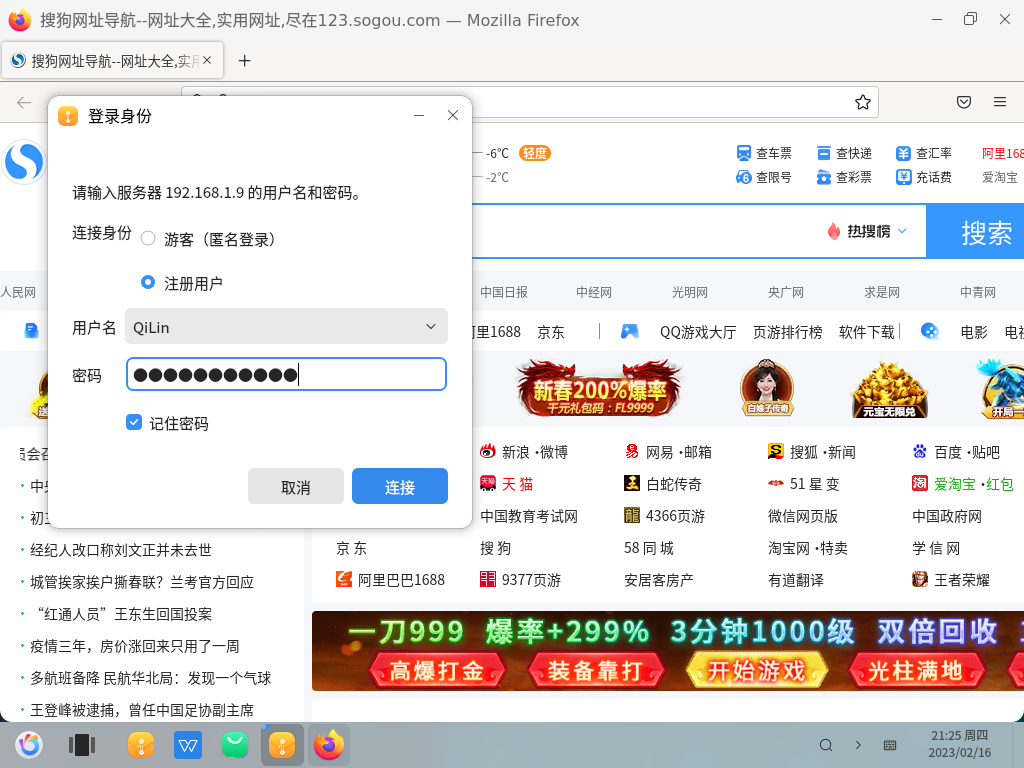 搜狗网址导航--网址大全,实用网址,尽在123.sogou.com — Mozilla Firefox
搜狗网址导航--网址大全,实用
登录身份
-6℃ 轻度
-2℃
查车票 查快递 查汇率 阿里168
查限号 查彩票 充话费 爱淘宝
请输入服务器 192.168.1.9 的用户名和密码。
连接身份 游客（匿名登录）
注册用户
用户名 QiLin
密码 ●●●●●●●●●●●
记住密码
取消 连接
热搜榜 搜索
人民网 中国日报 中经网 光明网 央广网 求是网 中青网
阿里1688 京东 QQ游戏大厅 页游排行榜 软件下载 电影 电视
新春200%爆率
千元礼包码：FL9999
白娘子传奇
元宝无限兑
开局
员会召
中央
初三
经纪人改口称刘文正并未去世
城管挨家挨户撕春联？兰考官方回应
“红通人员”王东生回国投案
疫情三年，房价涨回来只用了一周
多航班备降 民航华北局：发现一个气球
王登峰被逮捕，曾任中国足协副主席
新浪 · 微博 网易 · 邮箱 搜狐 · 新闻 百度 · 贴吧
天猫 天 猫 白蛇传奇 51 星 变 淘 爱淘宝 · 红包
中国教育考试网 4366页游 微信网页版 中国政府网
京 东 搜 狗 58 同 城 淘宝网 · 特卖 学 信 网
阿里巴巴1688 9377页游 安居客房产 有道翻译 王者荣耀
一刀999 爆率+299% 3分钟1000级 双倍回收
高爆打金 装备靠打 开始游戏 光柱满地
21:25 周四
2023/02/16